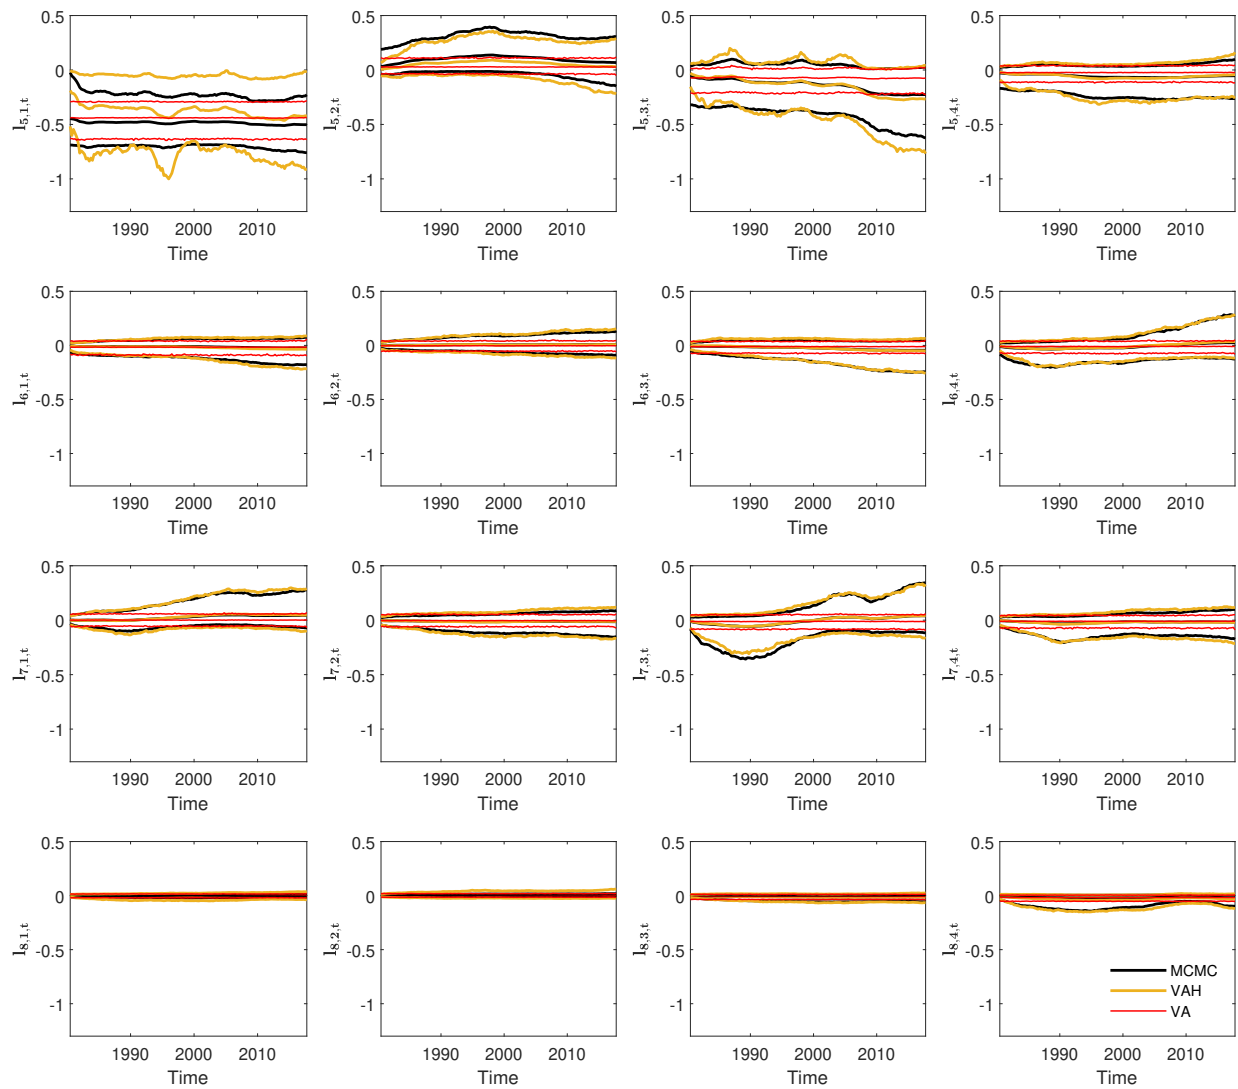 0.5 0.5 0.5 0.5
0 0 0 0
-0.5 -0.5 -0.5 -0.5
-1 -1 -1 -1
l5,1,t l5,2,t l5,3,t l5,4,t
1990 2000 2010 1990 2000 2010 1990 2000 2010 1990 2000 2010
Time Time Time Time
0.5 0.5 0.5 0.5
0 0 0 0
-0.5 -0.5 -0.5 -0.5
-1 -1 -1 -1
l6,1,t l6,2,t l6,3,t l6,4,t
1990 2000 2010 1990 2000 2010 1990 2000 2010 1990 2000 2010
Time Time Time Time
0.5 0.5 0.5 0.5
0 0 0 0
-0.5 -0.5 -0.5 -0.5
-1 -1 -1 -1
l7,1,t l7,2,t l7,3,t l7,4,t
1990 2000 2010 1990 2000 2010 1990 2000 2010 1990 2000 2010
Time Time Time Time
0.5 0.5 0.5 0.5
0 0 0 0
-0.5 -0.5 -0.5 -0.5
-1 -1 -1 -1
l8,1,t l8,2,t l8,3,t l8,4,t
MCMC
VAH
VA
1990 2000 2010 1990 2000 2010 1990 2000 2010 1990 2000 2010
Time Time Time Time